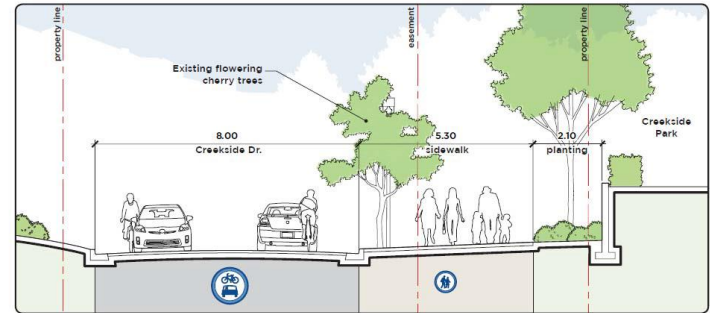 property line
easement
property line
Existing flowering
cherry trees
Creekside
Park
8.00
Creekside Dr.
5.30
sidewalk
2.10
planting